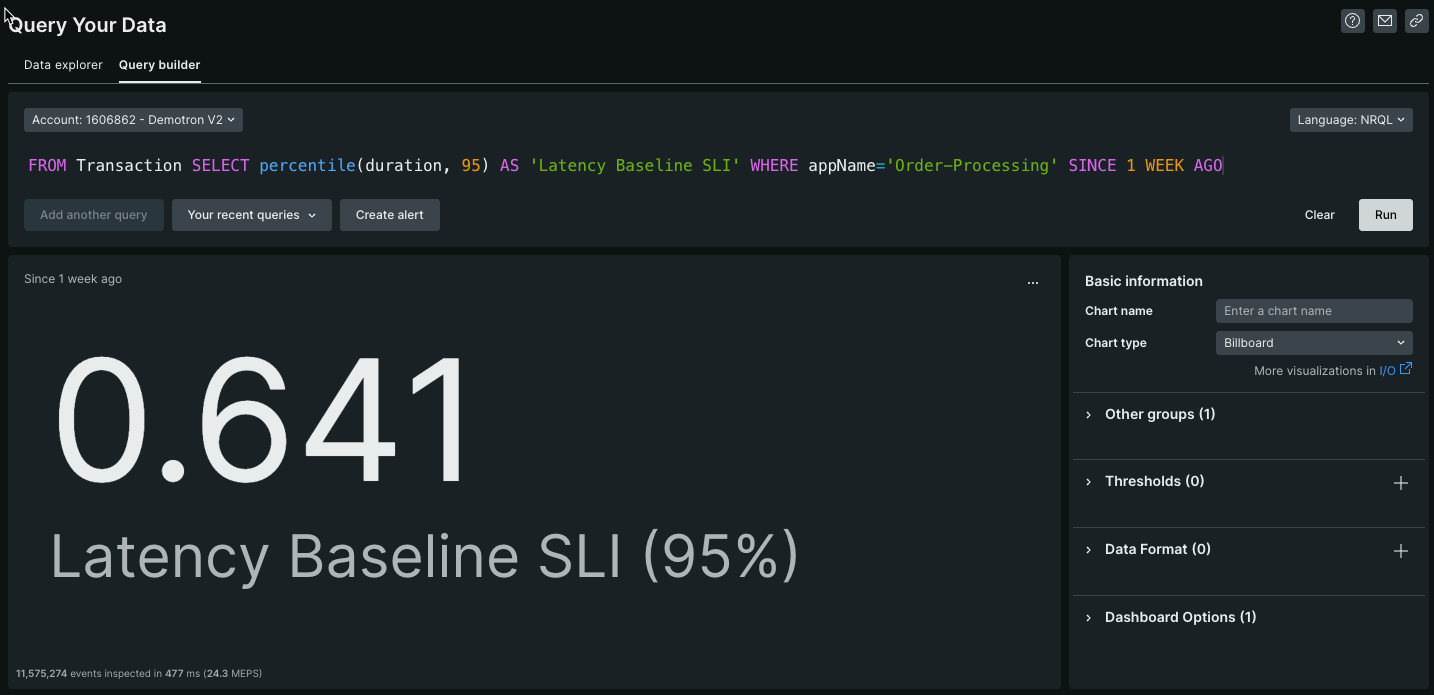 Query Your Data
Data explorer
Query builder
Account: 1606862 - Demotron V2
Language: NRQL
FROM Transaction SELECT percentile(duration, 95) AS 'Latency Baseline SLI' WHERE appName='Order-Processing' SINCE 1 WEEK AGO
Add another query
Your recent queries
Create alert
Clear
Run
Since 1 week ago
...
0.641
Latency Baseline SLI (95%)
11,575,274 events inspected in 477 ms (24.3 MEPS)
Basic information
Chart name
Enter a chart name
Chart type
Billboard
More visualizations in I/O
Other groups (1)
Thresholds (0)
Data Format (0)
Dashboard Options (1)